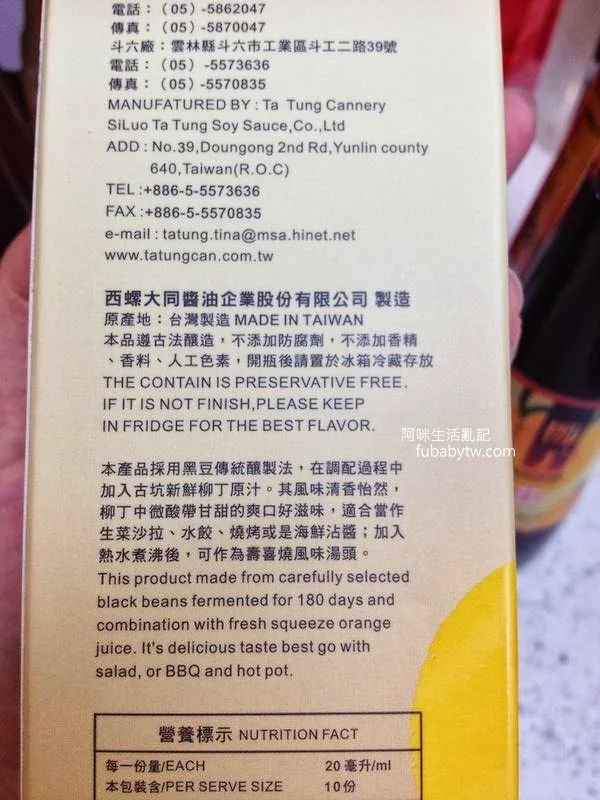 電話：（05）-5862047
傳真：（05）-5870047
斗六廠：雲林縣斗六市工業區斗工二路39號
電話：（05）-5573636
傳真：（05）-5570835
MANUFATURED BY : Ta Tung Cannery
SiLuo Ta Tung Soy Sauce,Co.,Ltd
ADD : No.39,Doungong 2nd Rd,Yunlin county
640,Taiwan(R.O.C)
TEL :+886-5-5573636
FAX :+886-5-5570835
e-mail : tatung.tina@msa.hinet.net
www.tatungcan.com.tw
西螺大同醬油企業股份有限公司 製造
原產地：台灣製造 MADE IN TAIWAN
本品遵古法釀造，不添加防腐劑，不添加香精
、香料、人工色素，開瓶後請置於冰箱冷藏存放
THE CONTAIN IS PRESERVATIVE FREE.
IF IT IS NOT FINISH,PLEASE KEEP
IN FRIDGE FOR THE BEST FLAVOR.
阿咪生活亂記
fubabytw.com
本產品採用黑豆傳統釀製法，在調配過程中
加入古坑新鮮柳丁原汁。其風味清香怡然，
柳丁中微酸帶甘甜的爽口好滋味，適合當作
生菜沙拉、水餃、燒烤或是海鮮沾醬；加入
熱水煮沸後，可作為壽喜燒風味湯頭。
This product made from carefully selected
black beans fermented for 180 days and
combination with fresh squeeze orange
juice. It's delicious taste best go with
salad, or BBQ and hot pot.
營養標示 NUTRITION FACT
每一份量/EACH 20 毫升/ml
本包裝含/PER SERVE SIZE 10份